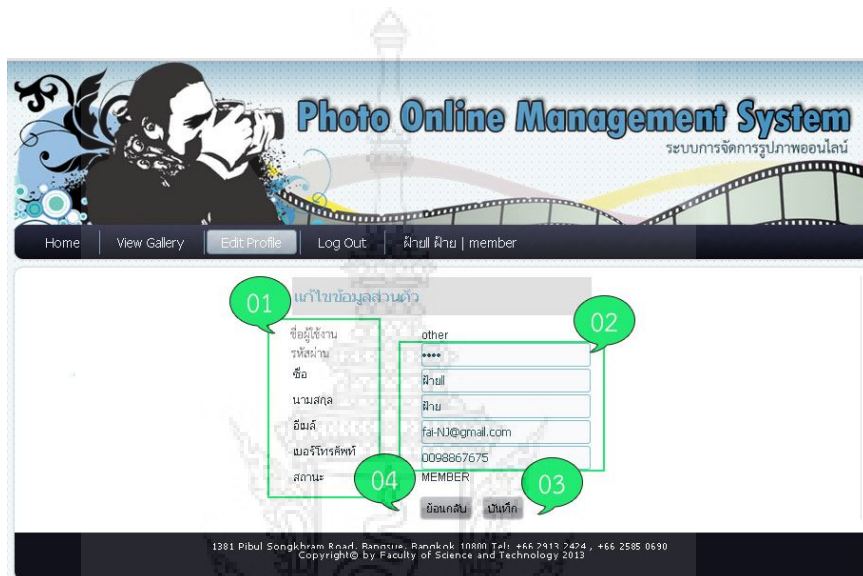 Photo Online Management System
ระบบการจัดการรูปภาพออนไลน์
Home View Gallery Edit Profile Log Out ฝ้ายll ฝ้าย | member
แก้ไขข้อมูลส่วนตัว
01
02
ชื่อผู้ใช้งาน other
รหัสผ่าน ••••
ชื่อ ฝ้ายll
นามสกุล ฝ้าย
อีเมล์ fai-NJ@gmail.com
เบอร์โทรศัพท์ 0098867675
สถานะ MEMBER
04
03
ย้อนกลับ บันทึก
1381 Pibul Songkhram Road, Bangsue, Bangkok 10800 Tel: +66 2913 2424 , +66 2585 0690
Copyright© by Faculty of Science and Technology 2013